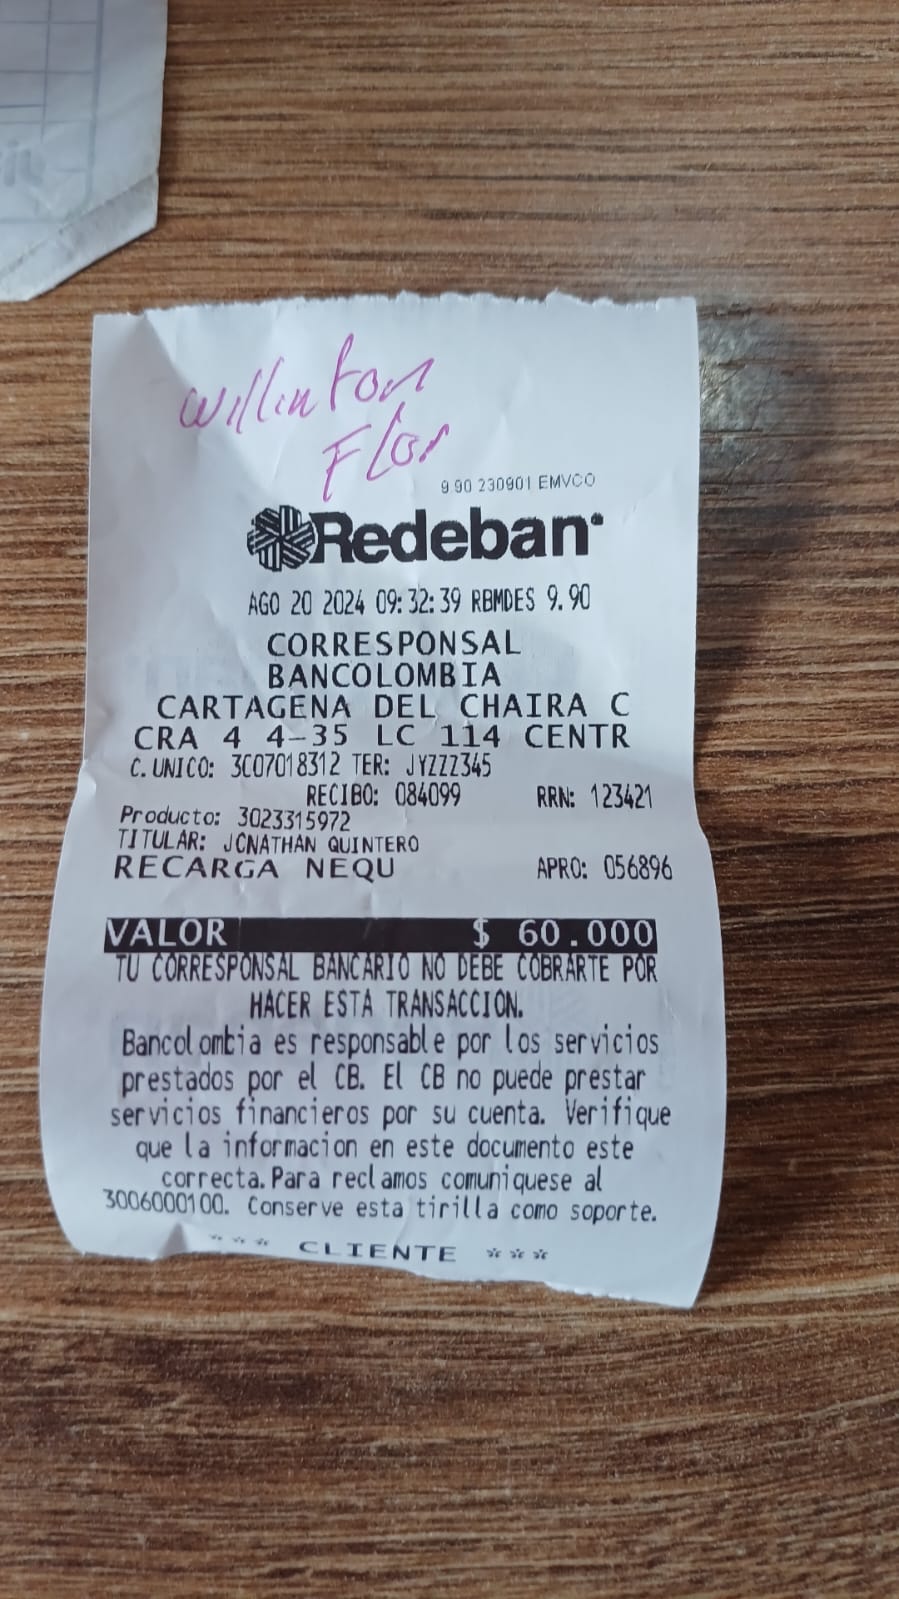 Willinton
Flor
9.90 230901 EMVCO
Redeban
AGO 20 2024 09:32:39 RBMDES 9.90
CORRESPONSAL
BANCOLOMBIA
CARTAGENA DEL CHAIRA C
CRA 4 4-35 LC 114 CENTR
C. UNICO: 3C07018312 TER: JYZZZ345
RECIBO: 084099 RRN: 123421
Producto: 3023315972
TITULAR: JONATHAN QUINTERO
RECARGA NEQU APRO: 056896
VALOR $ 60.000
TU CORRESPONSAL BANCARIO NO DEBE COBRARTE POR
HACER ESTA TRANSACCION.
Bancolombia es responsable por los servicios
prestados por el CB. El CB no puede prestar
servicios financieros por su cuenta. Verifique
que la informacion en este documento este
correcta. Para reclamos comuniquese al
3006000100. Conserve esta tirilla como soporte.
*** CLIENTE ***